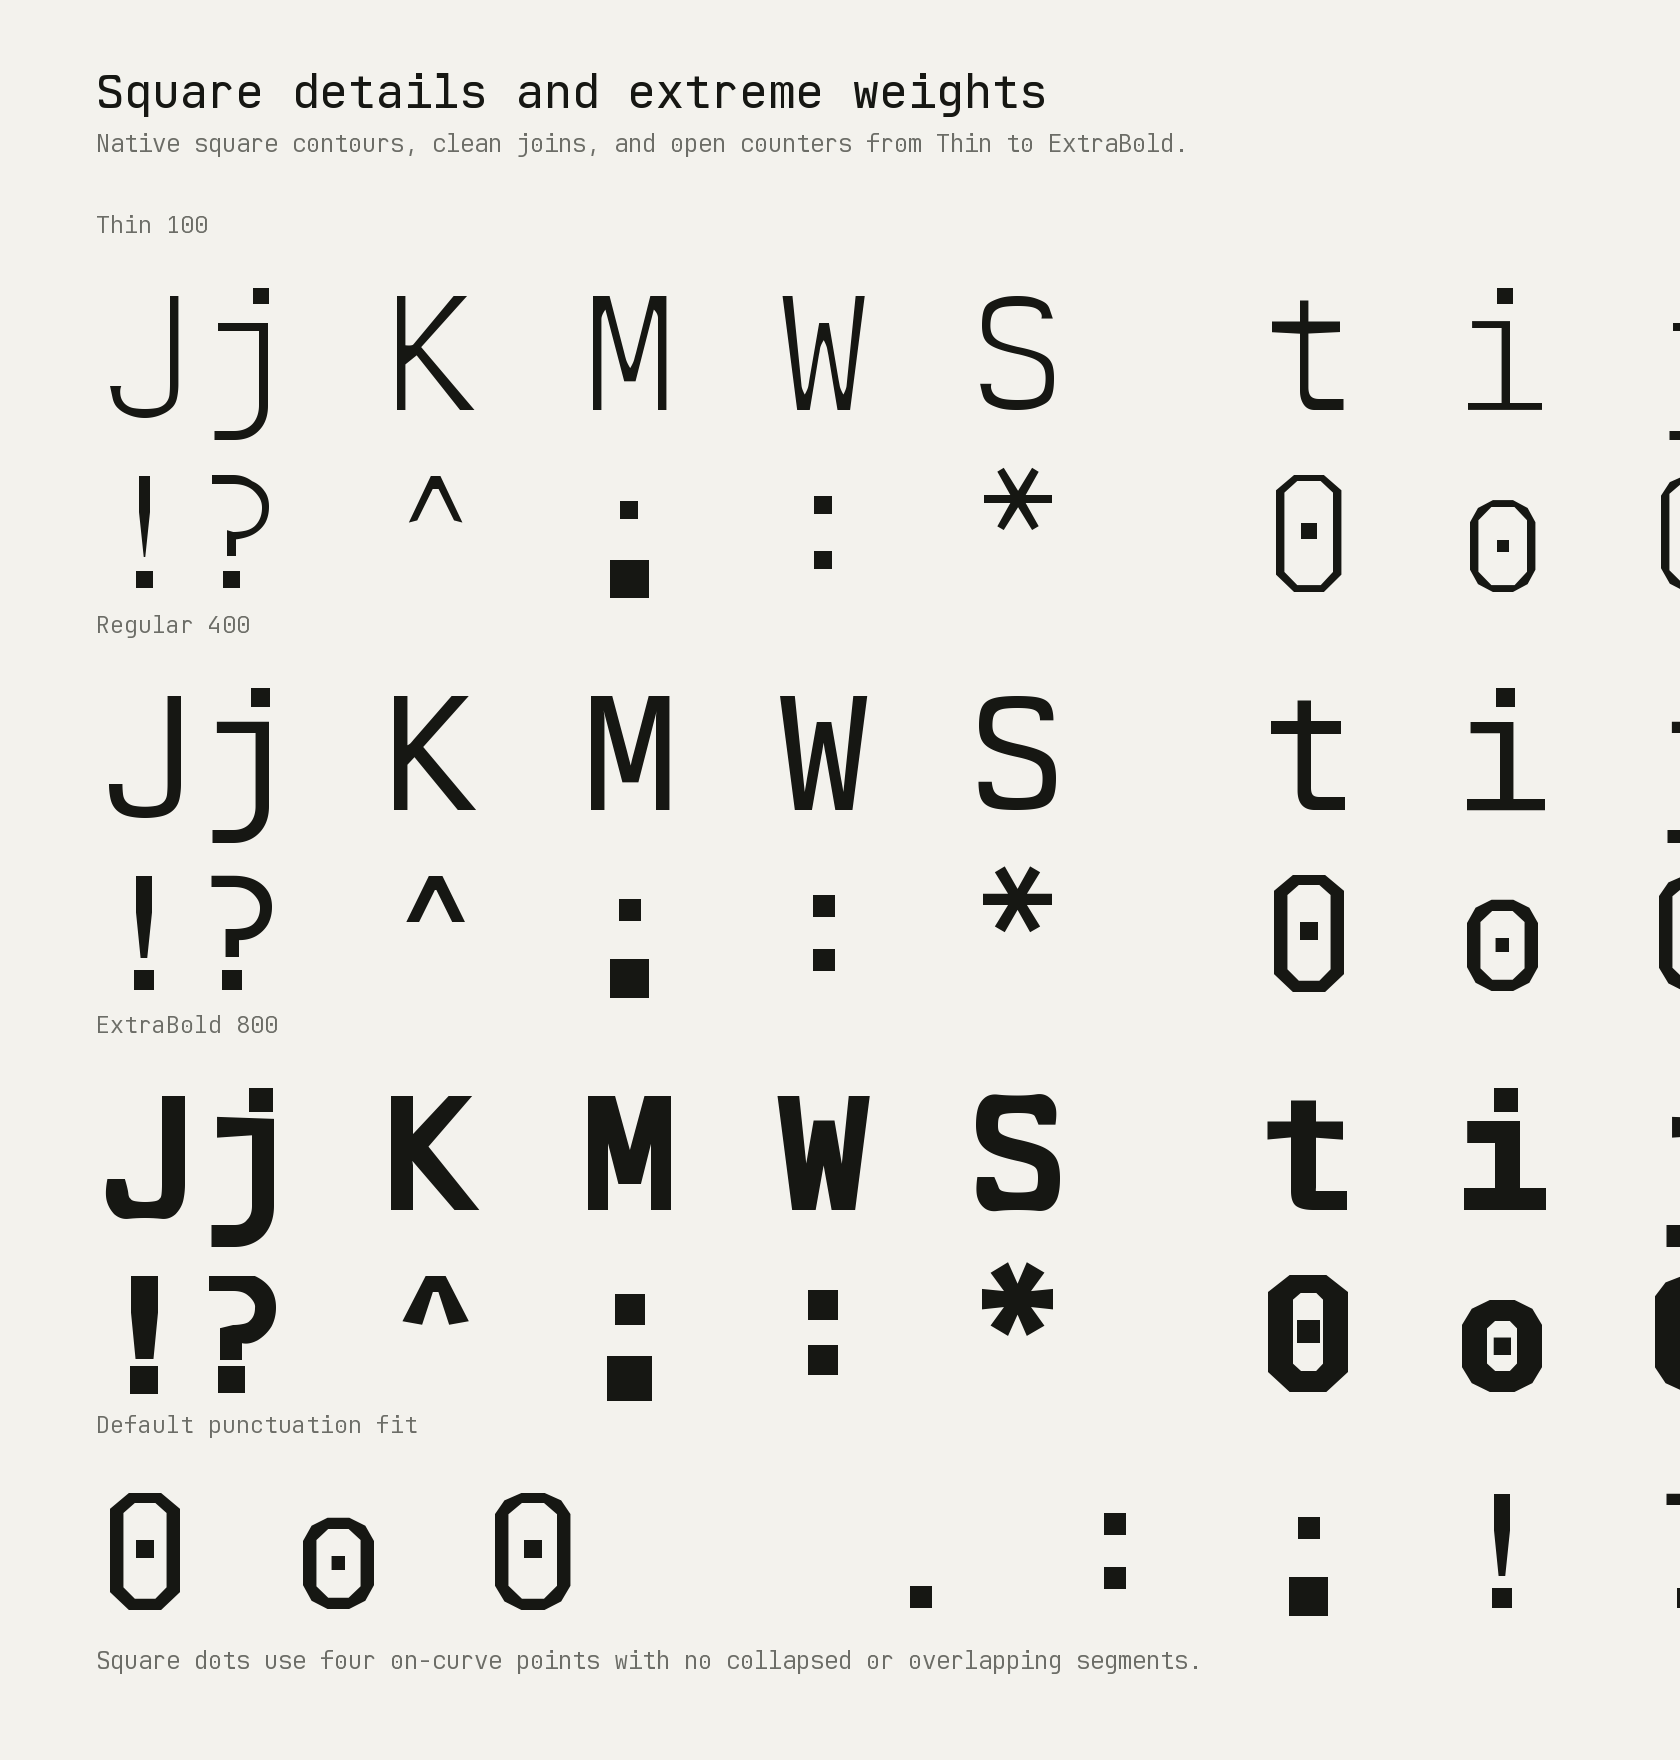 Square details and extreme weights
Native square contours, clean joins, and open counters from Thin to ExtraBold.
Thin 100
Jj K M W S t i
!? ^ ; : * 0 o
Regular 400
Jj K M W S t i
!? ^ ; : * 0 o
ExtraBold 800
Jj K M W S t i
!? ^ ; : * 0 o
Default punctuation fit
0 o O . : ; !
Square dots use four on-curve points with no collapsed or overlapping segments.